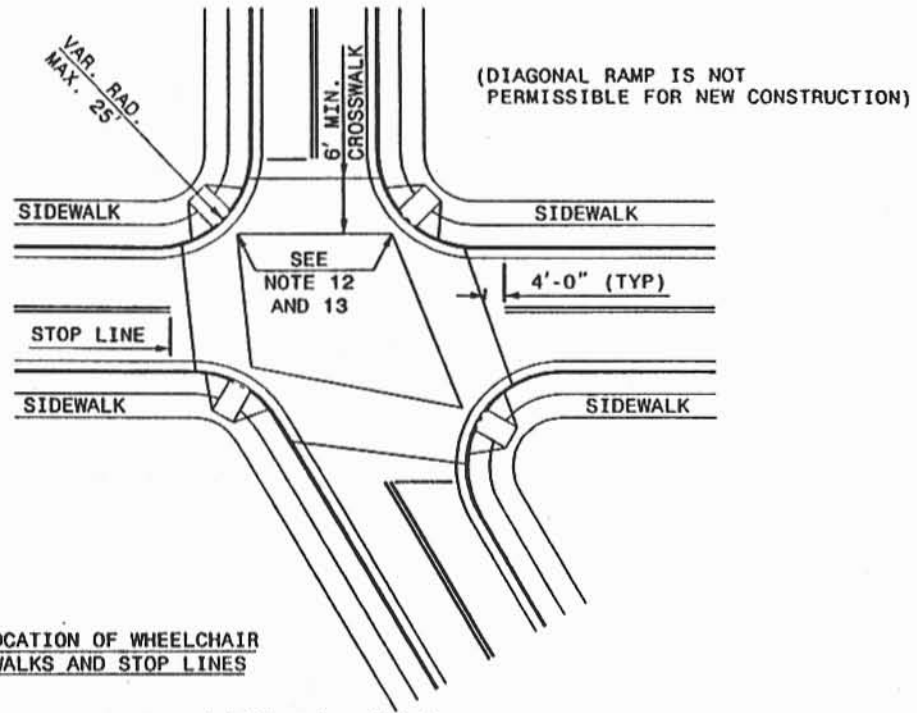 VAR. RAD.
MAX. 25'
6' MIN.
CROSSWALK
(DIAGONAL RAMP IS NOT
PERMISSIBLE FOR NEW CONSTRUCTION)
SIDEWALK
SIDEWALK
SEE
NOTE 12
AND 13
4'-0" (TYP)
STOP LINE
SIDEWALK
SIDEWALK
OCATION OF WHEELCHAIR
WALKS AND STOP LINES